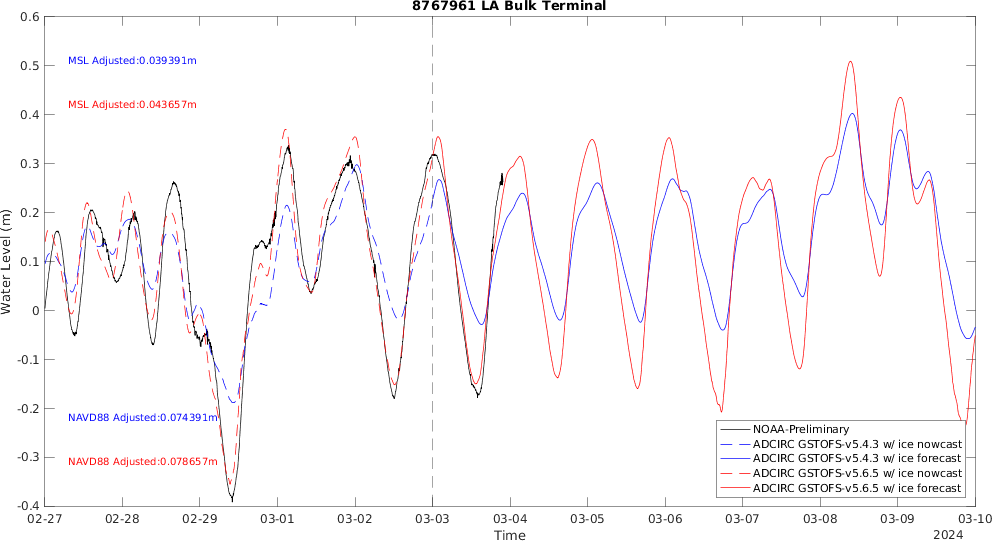 8767961 LA Bulk Terminal
0.6
0.5
0.4
0.3
0.2
0.1
0
-0.1
-0.2
-0.3
-0.4
Water Level (m)
MSL Adjusted:0.039391m
MSL Adjusted:0.043657m
NAVD88 Adjusted:0.074391m
NAVD88 Adjusted:0.078657m
NOAA-Preliminary
ADCIRC GSTOFS-v5.4.3 w/ ice nowcast
ADCIRC GSTOFS-v5.4.3 w/ ice forecast
ADCIRC GSTOFS-v5.6.5 w/ ice nowcast
ADCIRC GSTOFS-v5.6.5 w/ ice forecast
02-27 02-28 02-29 03-01 03-02 03-03 03-04 03-05 03-06 03-07 03-08 03-09 03-10
Time
2024